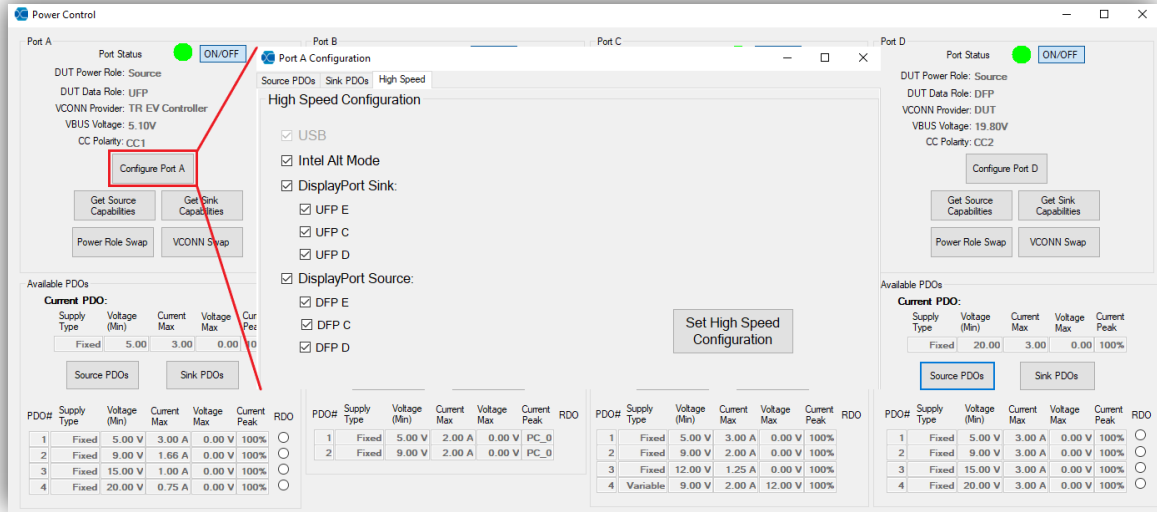 Power Control
Port A
Port Status ON/OFF
DUT Power Role: Source
DUT Data Role: UFP
VCONN Provider: TR EV Controller
VBUS Voltage: 5.10V
CC Polarity: CC1
Configure Port A
Get Source Capabilities
Get Sink Capabilities
Power Role Swap
VCONN Swap
Available PDOs
Current PDO:
Supply Type Voltage (Min) Current Max Voltage Max
Fixed 5.00 3.00 0.00
Source PDOs
Sink PDOs
PDO# Supply Type Voltage (Min) Current Max Voltage Max Current Peak RDO
1 Fixed 5.00 V 3.00 A 0.00 V 100%
2 Fixed 9.00 V 1.66 A 0.00 V 100%
3 Fixed 15.00 V 1.00 A 0.00 V 100%
4 Fixed 20.00 V 0.75 A 0.00 V 100%
Port B
Port A Configuration
Source PDOs Sink PDOs High Speed
High Speed Configuration
USB
Intel Alt Mode
DisplayPort Sink:
UFP E
UFP C
UFP D
DisplayPort Source:
DFP E
DFP C
DFP D
Set High Speed
Configuration
PDO# Supply Type Voltage (Min) Current Max Voltage Max Current Peak RDO
1 Fixed 5.00 V 2.00 A 0.00 V PC_0
2 Fixed 9.00 V 2.00 A 0.00 V PC_0
Port C
PDO# Supply Type Voltage (Min) Current Max Voltage Max Current Peak RDO
1 Fixed 5.00 V 3.00 A 0.00 V 100%
2 Fixed 9.00 V 2.00 A 0.00 V 100%
3 Fixed 12.00 V 1.25 A 0.00 V 100%
4 Variable 9.00 V 2.00 A 12.00 V 100%
Port D
Port Status ON/OFF
DUT Power Role: Source
DUT Data Role: DFP
VCONN Provider: DUT
VBUS Voltage: 19.80V
CC Polarity: CC2
Configure Port D
Get Source Capabilities
Get Sink Capabilities
Power Role Swap
VCONN Swap
Available PDOs
Current PDO:
Supply Type Voltage (Min) Current Max Voltage Max Current Peak
Fixed 20.00 3.00 0.00 100%
Source PDOs
Sink PDOs
PDO# Supply Type Voltage (Min) Current Max Voltage Max Current Peak RDO
1 Fixed 5.00 V 3.00 A 0.00 V 100%
2 Fixed 9.00 V 3.00 A 0.00 V 100%
3 Fixed 15.00 V 3.00 A 0.00 V 100%
4 Fixed 20.00 V 3.00 A 0.00 V 100%